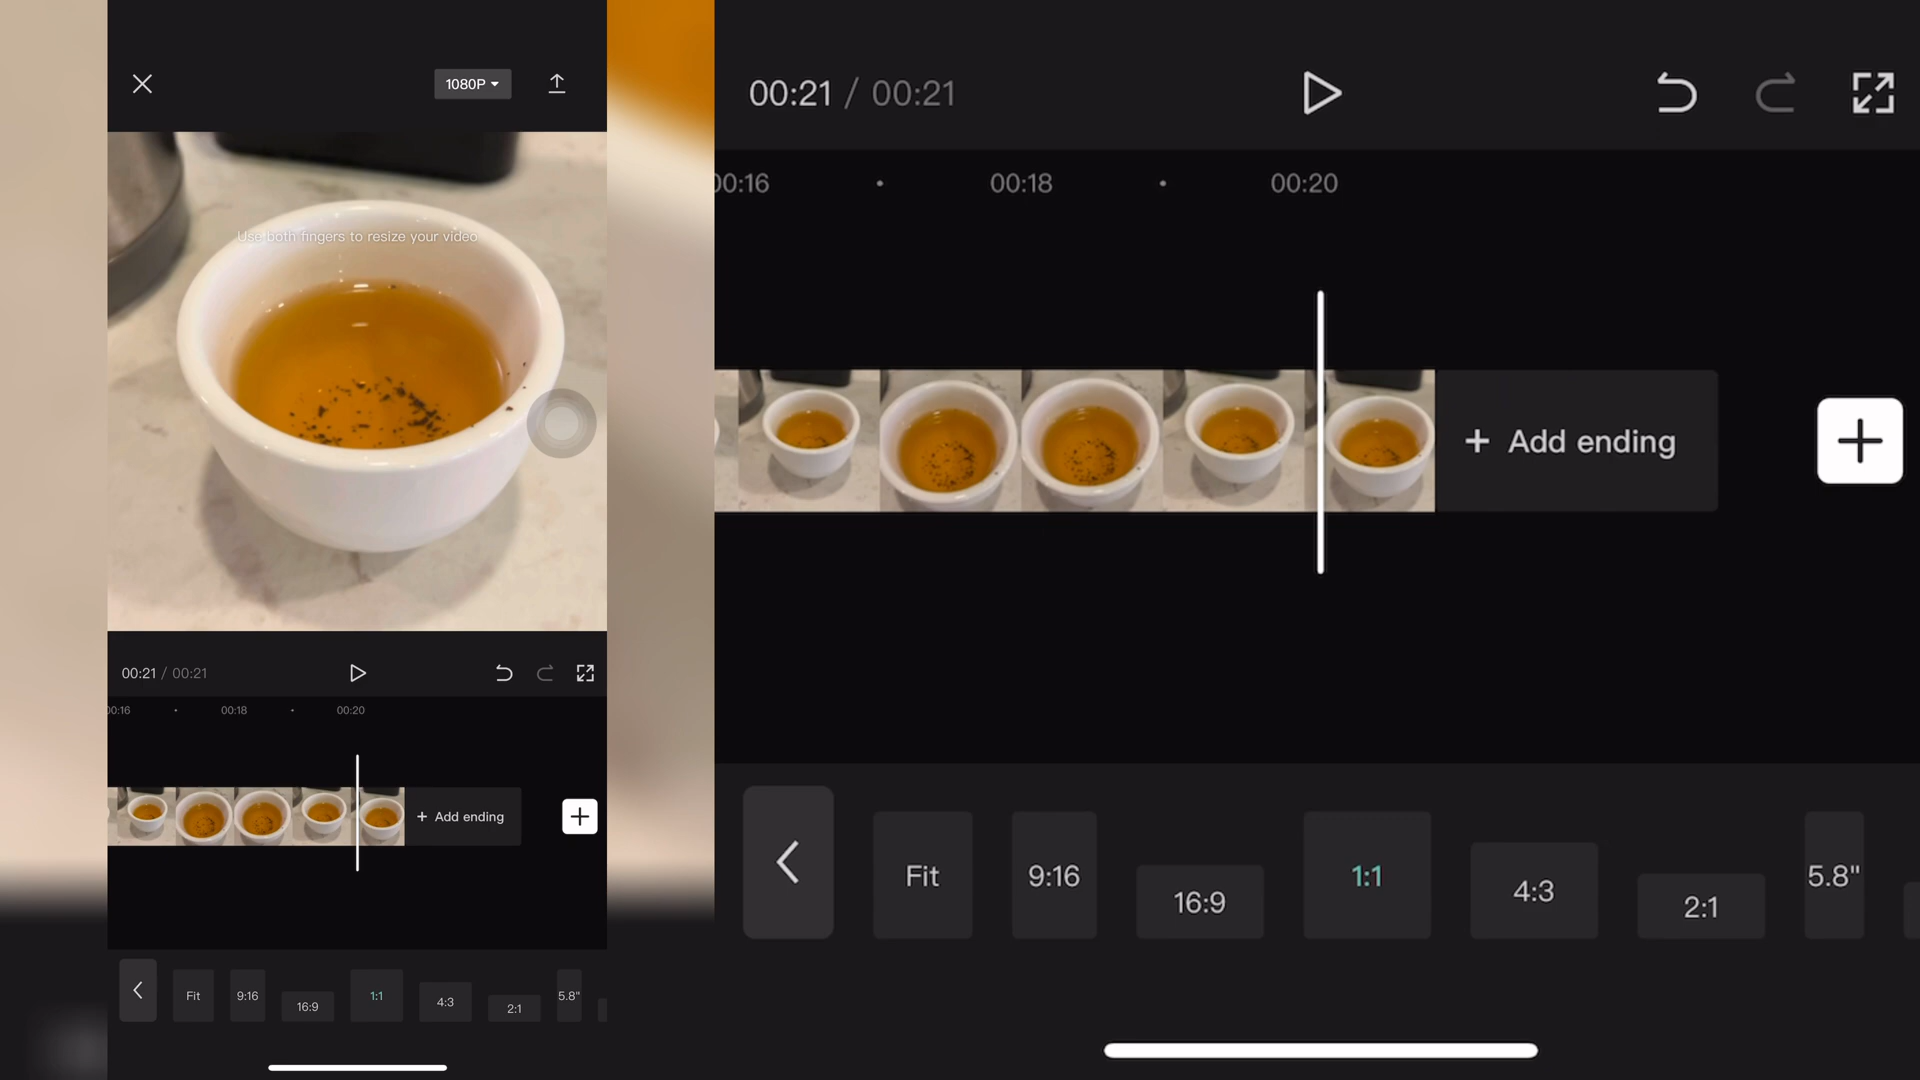 1080P
Use both fingers to resize your video
00:21 / 00:21
00:16 • 00:18 • 00:20
+ Add ending
Fit 9:16 16:9 1:1 4:3 2:1 5.8"
00:21 / 00:21
00:16 • 00:18 • 00:20
+ Add ending
Fit 9:16 16:9 1:1 4:3 2:1 5.8"